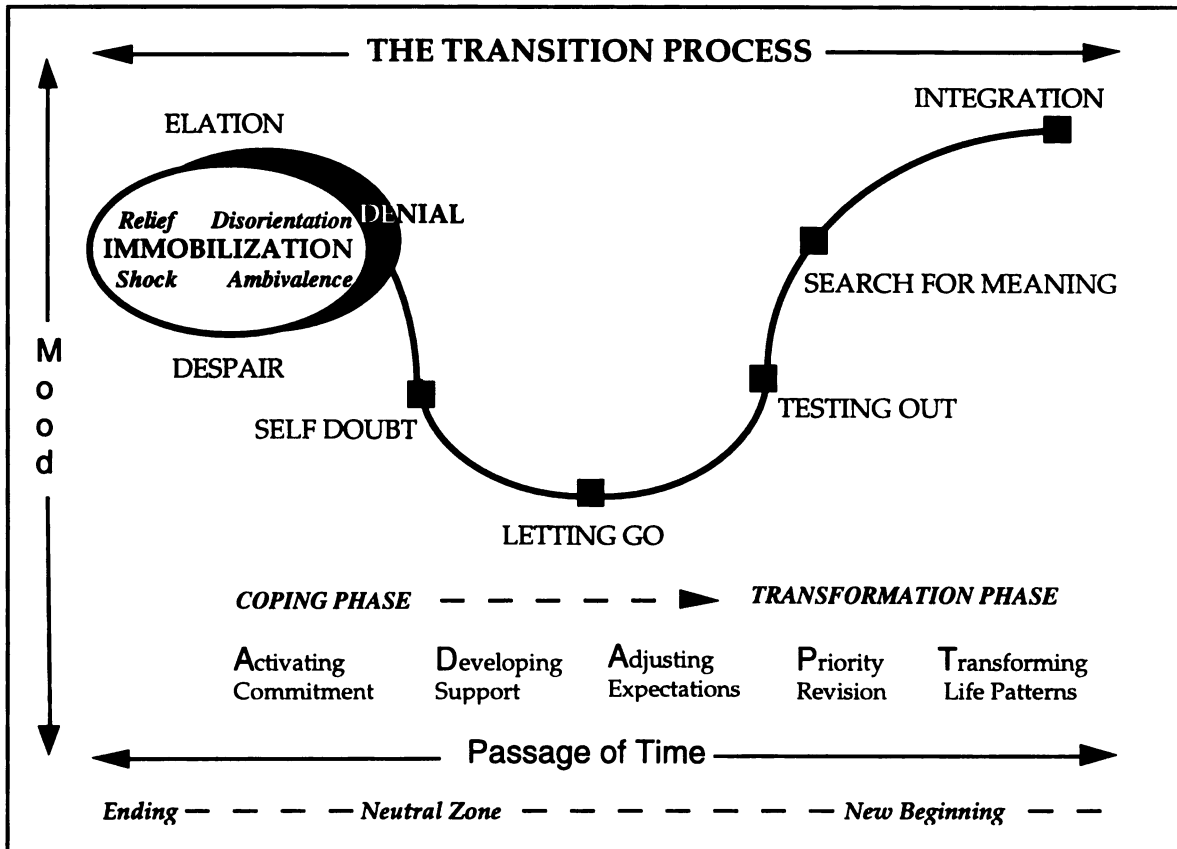 THE TRANSITION PROCESS
INTEGRATION
ELATION
DENIAL
Relief Disorientation
IMMOBILIZATION
Shock Ambivalence
SEARCH FOR MEANING
Mood
DESPAIR
TESTING OUT
SELF DOUBT
LETTING GO
COPING PHASE TRANSFORMATION PHASE
Activating Developing Adjusting Priority Transforming
Commitment Support Expectations Revision Life Patterns
Passage of Time
Ending Neutral Zone New Beginning